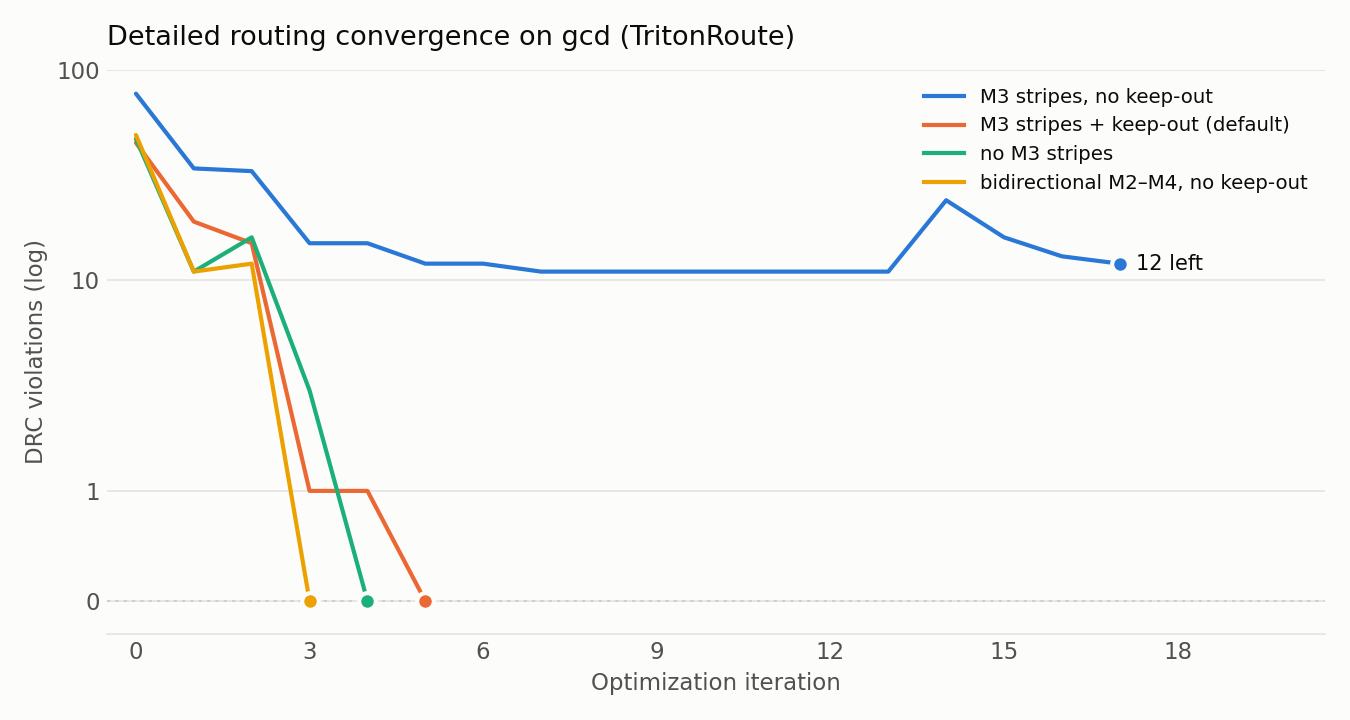 Detailed routing convergence on gcd (TritonRoute)
100
10
1
0
DRC violations (log)
M3 stripes, no keep-out
M3 stripes + keep-out (default)
no M3 stripes
bidirectional M2–M4, no keep-out
12 left
0 3 6 9 12 15 18
Optimization iteration